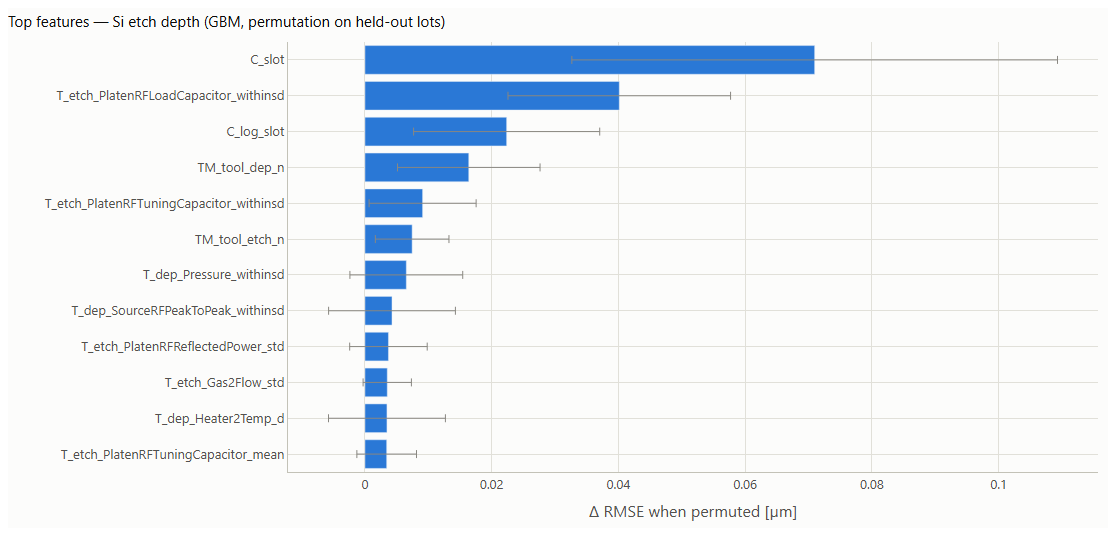 Top features — Si etch depth (GBM, permutation on held-out lots)
C_slot
T_etch_PlatenRFLoadCapacitor_withinsd
C_log_slot
TM_tool_dep_n
T_etch_PlatenRFTuningCapacitor_withinsd
TM_tool_etch_n
T_dep_Pressure_withinsd
T_dep_SourceRFPeakToPeak_withinsd
T_etch_PlatenRFReflectedPower_std
T_etch_Gas2Flow_std
T_dep_Heater2Temp_d
T_etch_PlatenRFTuningCapacitor_mean
0 0.02 0.04 0.06 0.08 0.1
Δ RMSE when permuted [µm]